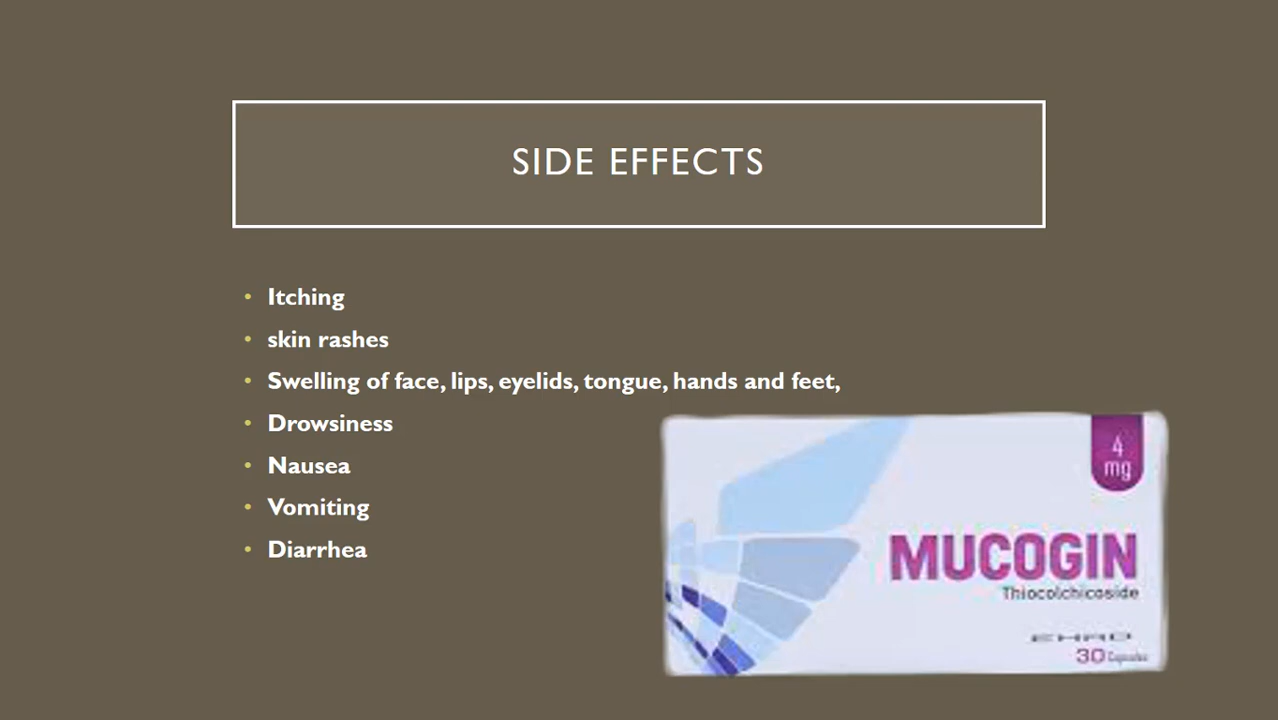 SIDE EFFECTS
• Itching
• skin rashes
• Swelling of face, lips, eyelids, tongue, hands and feet,
• Drowsiness
• Nausea
• Vomiting
• Diarrhea
4
mg
MUCOGIN
Thiocolchicoside
30 Capsules